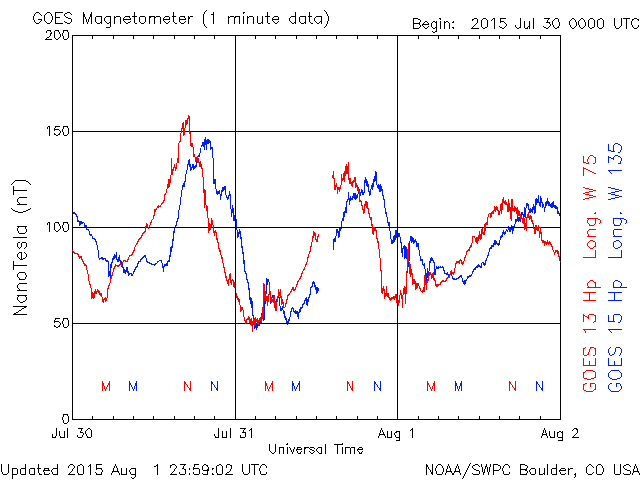 GOES Magnetometer (1 minute data)
Begin: 2015 Jul 30 0000 UTC
200
150
100
50
0
NanoTesla (nT)
M M N N M M N N M M N N
Jul 30 Jul 31 Aug 1 Aug 2
Universal Time
GOES 13 Hp Long. W 75
GOES 15 Hp Long. W 135
Updated 2015 Aug 1 23:59:02 UTC
NOAA/SWPC Boulder, CO USA